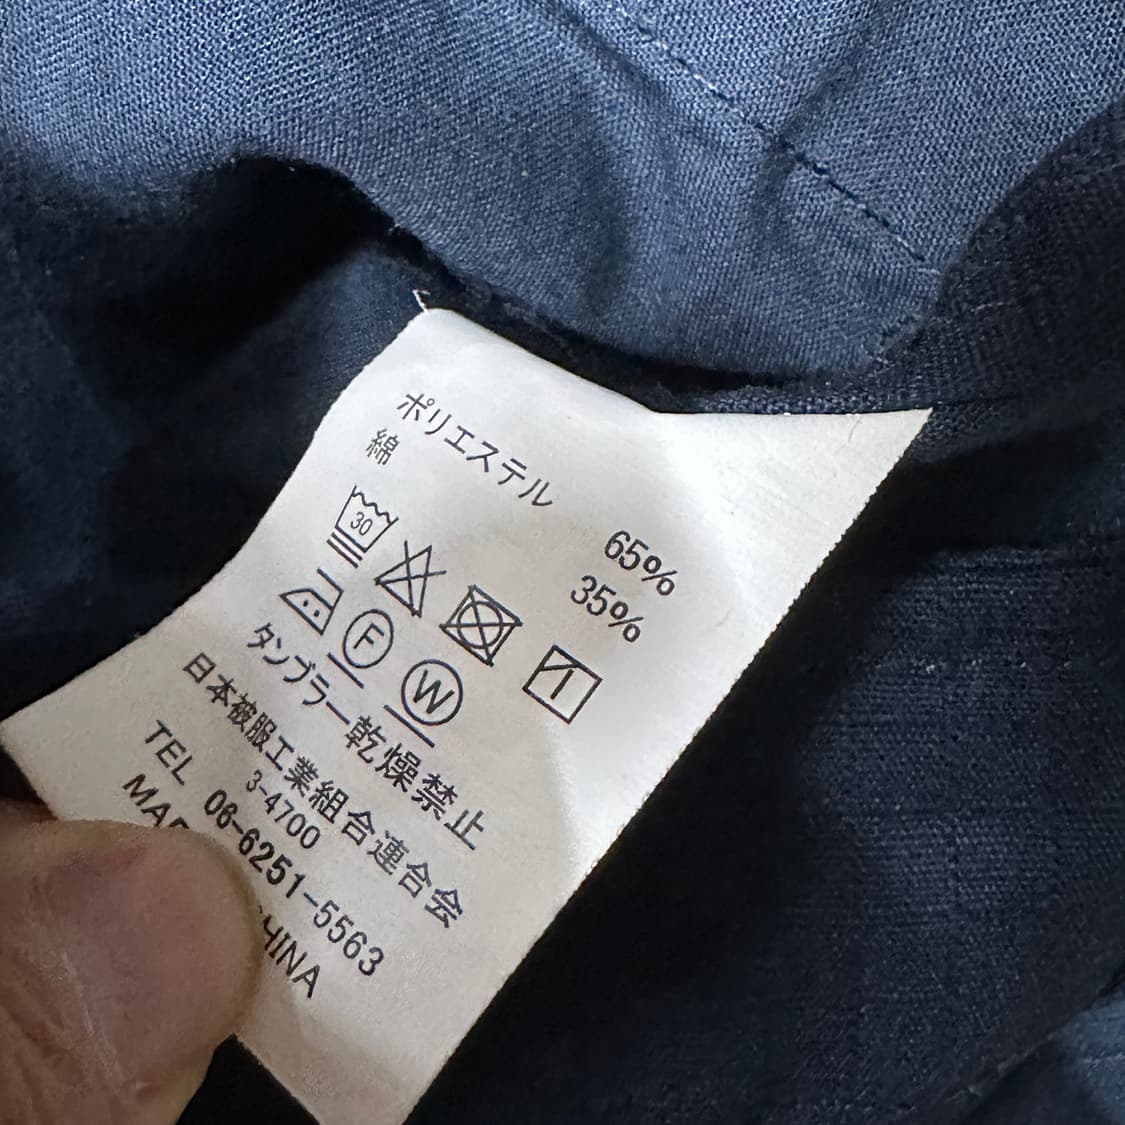 ポリエステル 65%
綿 35%
30
F W
タンブラー乾燥禁止
日本被服工業組合連合会
3-4700
TEL 06-6251-5563